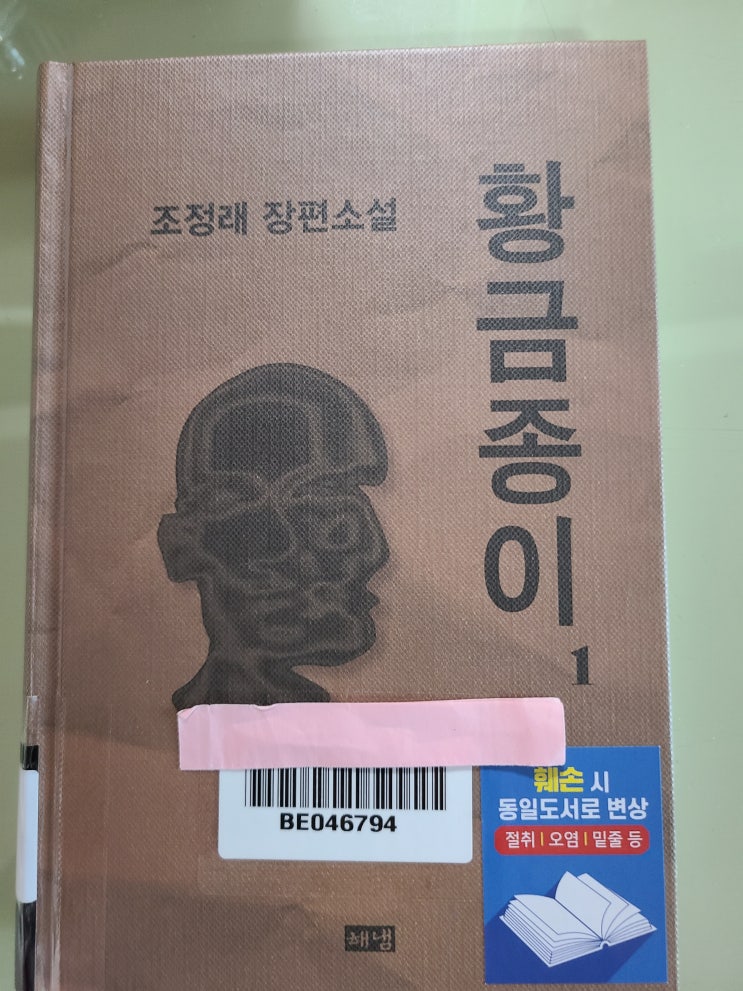 조정래 장편소설
황금종이
1
BE046794
훼손 시
동일도서로 변상
절취 | 오염 | 밑줄 등
해냄